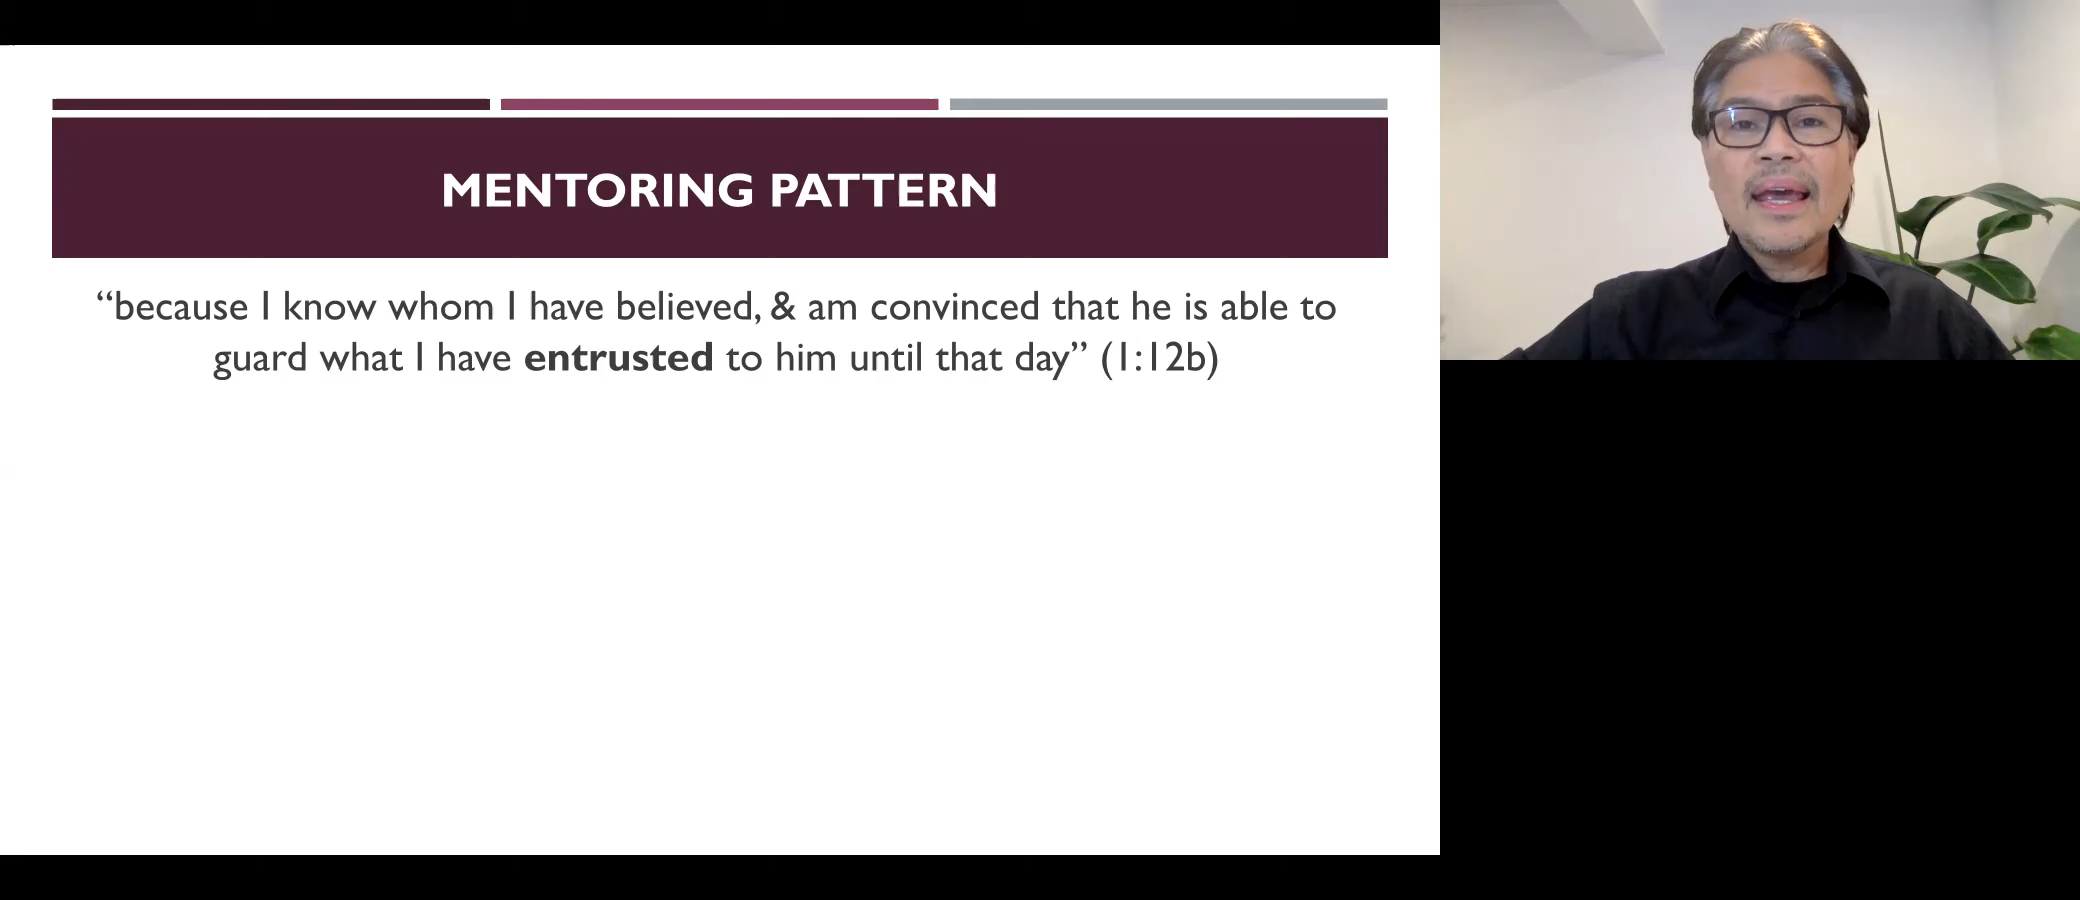 MENTORING PATTERN
“because I know whom I have believed, & am convinced that he is able to
guard what I have entrusted to him until that day” (1:12b)